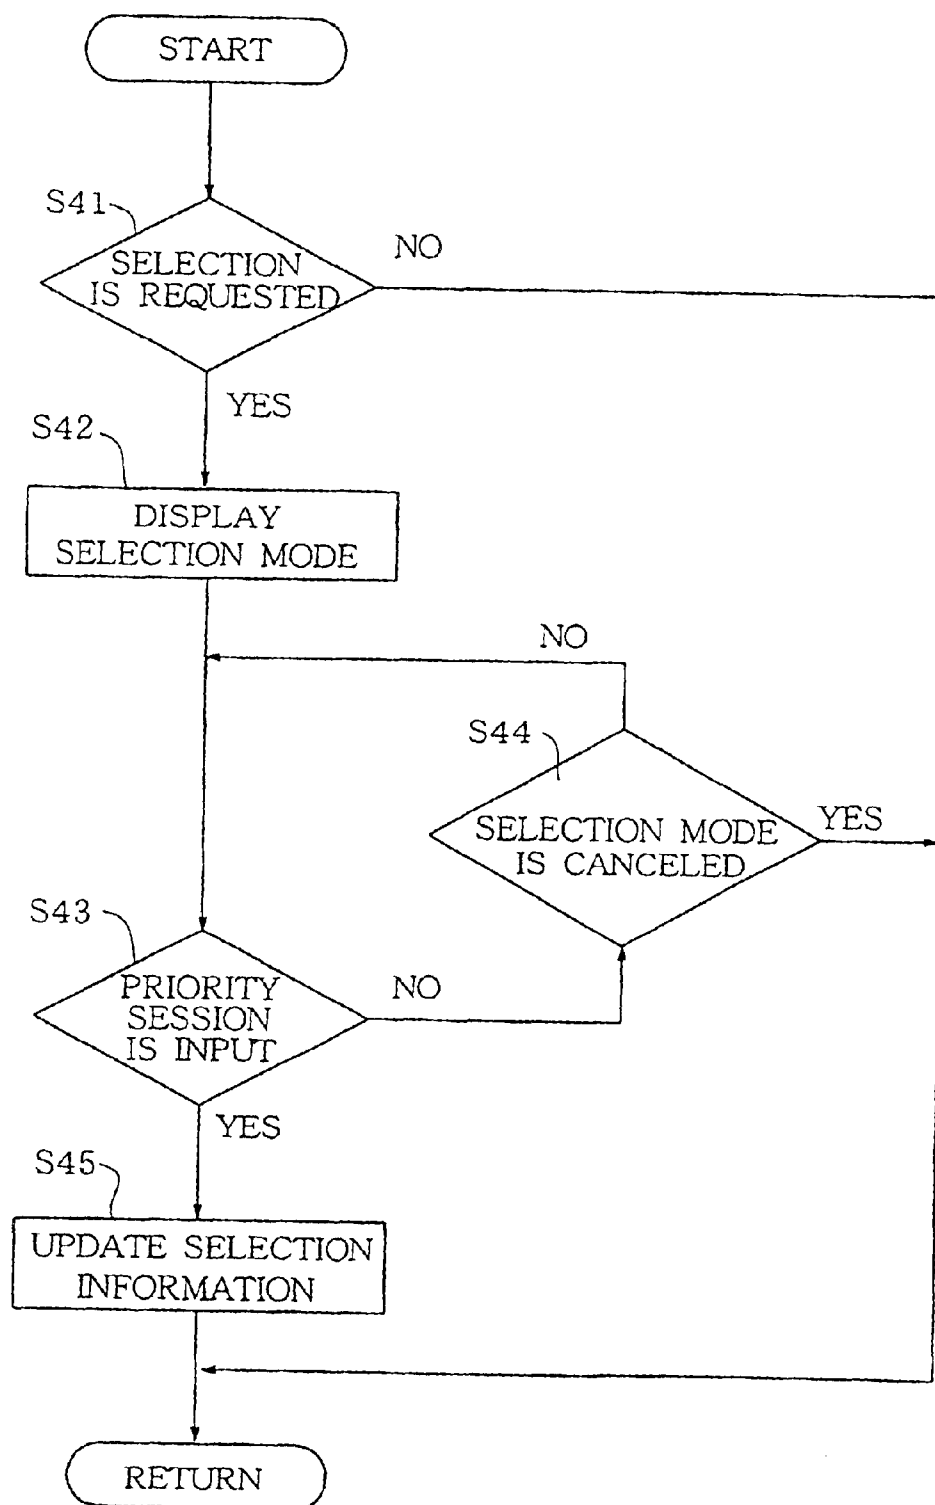 START
S41
SELECTION
IS REQUESTED
NO
YES
S42
DISPLAY
SELECTION MODE
NO
S44
SELECTION MODE
IS CANCELED
YES
S43
PRIORITY
SESSION
IS INPUT
NO
YES
S45
UPDATE SELECTION
INFORMATION
RETURN